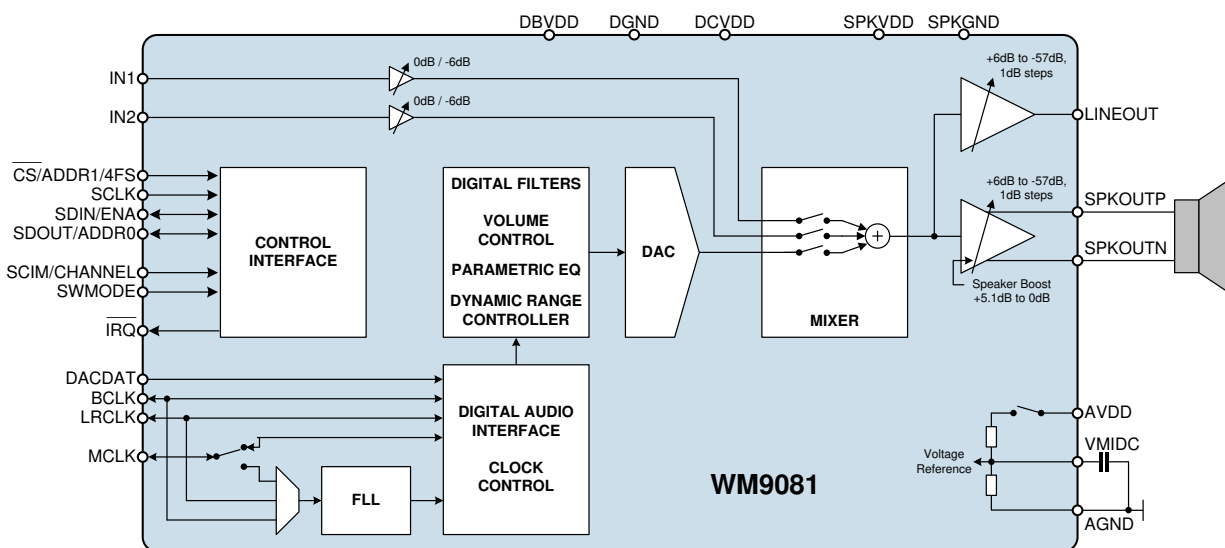 DBVDD DGND DCVDD SPKVDD SPKGND
IN1
0dB / -6dB
IN2
0dB / -6dB
+6dB to -57dB,
1dB steps
LINEOUT
CS/ADDR1/4FS
SCLK
SDIN/ENA
SDOUT/ADDR0
SCIM/CHANNEL
SWMODE
IRQ
CONTROL
INTERFACE
DIGITAL FILTERS
VOLUME
CONTROL
PARAMETRIC EQ
DYNAMIC RANGE
CONTROLLER
DAC
+
MIXER
+6dB to -57dB,
1dB steps
SPKOUTP
SPKOUTN
Speaker Boost
+5.1dB to 0dB
DACDAT
BCLK
LRCLK
MCLK
FLL
DIGITAL AUDIO
INTERFACE
CLOCK
CONTROL
WM9081
Voltage
Reference
AVDD
VMIDC
AGND